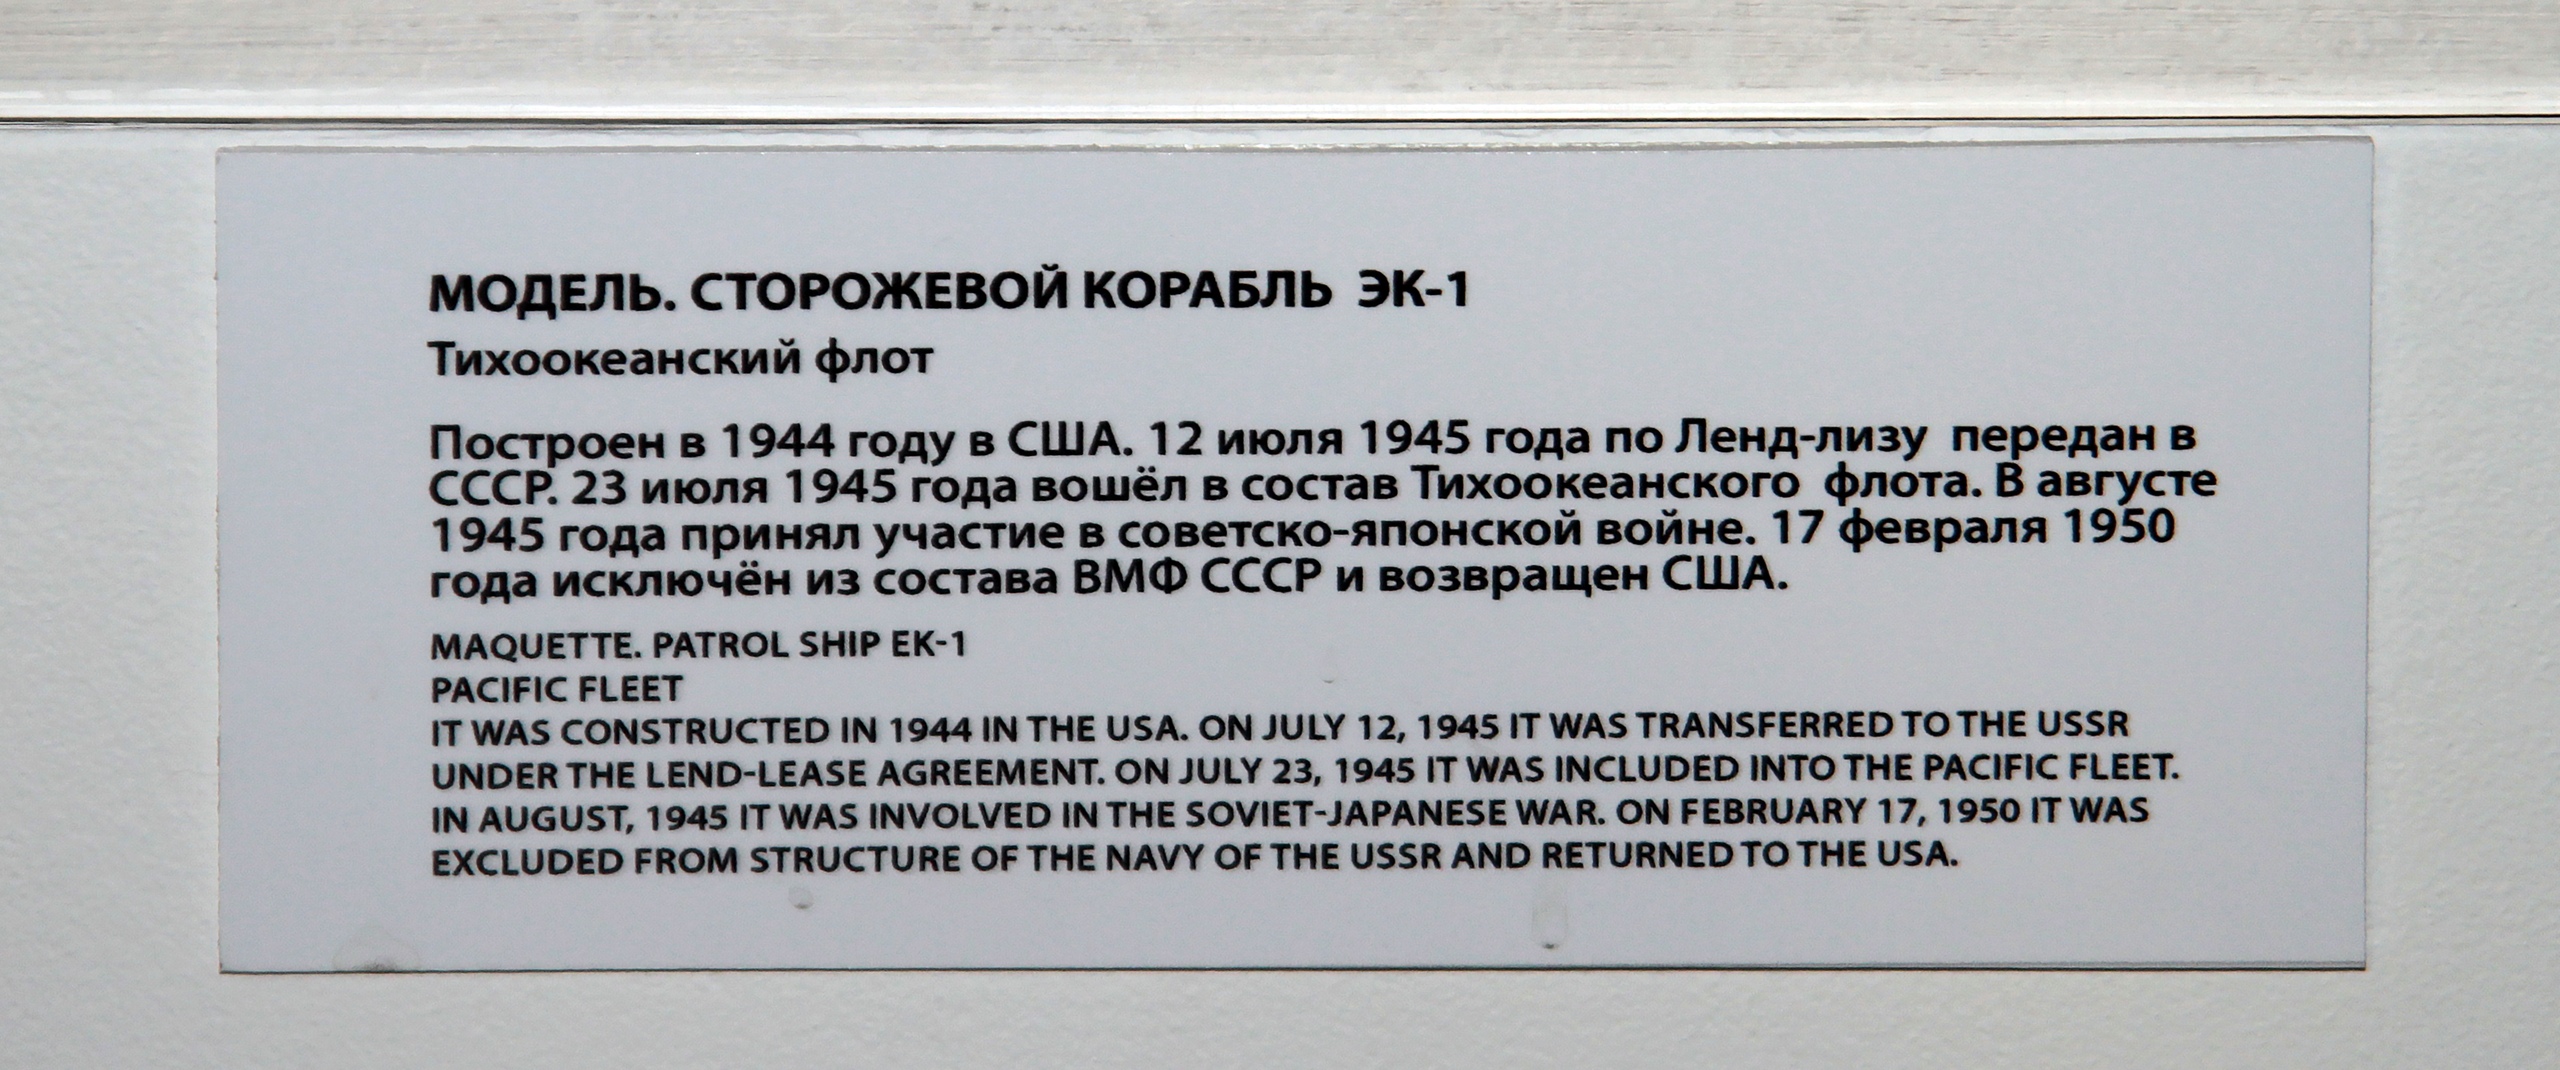 МОДЕЛЬ. СТОРОЖЕВОЙ КОРАБЛЬ ЭК-1
Тихоокеанский флот
Построен в 1944 году в США. 12 июля 1945 года по Ленд-лизу передан в
СССР. 23 июля 1945 года вошёл в состав Тихоокеанского флота. В августе
1945 года принял участие в советско-японской войне. 17 февраля 1950
года исключён из состава ВМФ СССР и возвращен США.
MAQUETTE. PATROL SHIP EK-1
PACIFIC FLEET
IT WAS CONSTRUCTED IN 1944 IN THE USA. ON JULY 12, 1945 IT WAS TRANSFERRED TO THE USSR
UNDER THE LEND-LEASE AGREEMENT. ON JULY 23, 1945 IT WAS INCLUDED INTO THE PACIFIC FLEET.
IN AUGUST, 1945 IT WAS INVOLVED IN THE SOVIET-JAPANESE WAR. ON FEBRUARY 17, 1950 IT WAS
EXCLUDED FROM STRUCTURE OF THE NAVY OF THE USSR AND RETURNED TO THE USA.